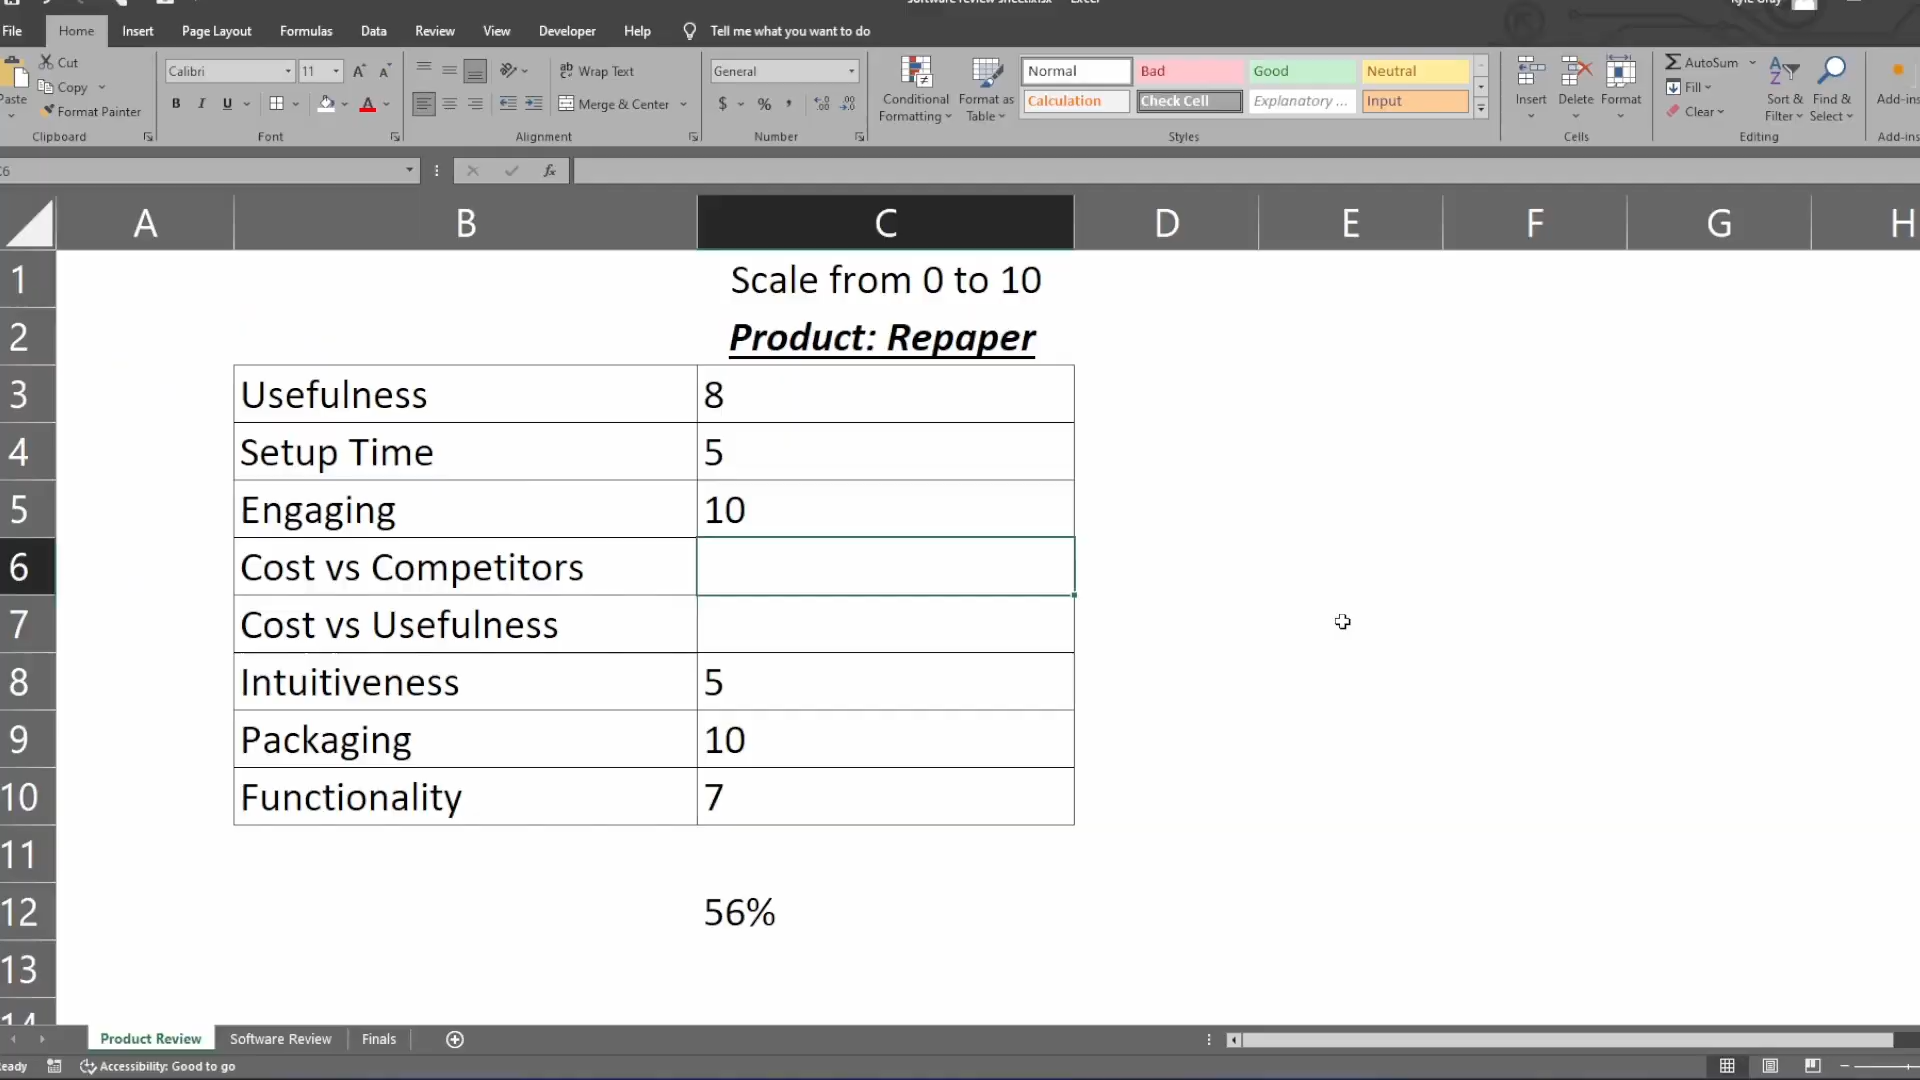 File Home Insert Page Layout Formulas Data Review View Developer Help Tell me what you want to do
Cut
Copy
Format Painter
Paste
Clipboard
Calibri 11
B I U
Font
Wrap Text
Merge & Center
Alignment
General
$ % ,
Number
Conditional Formatting
Format as Table
Normal Bad Good Neutral
Calculation Check Cell Explanatory ... Input
Styles
Insert Delete Format
Cells
AutoSum
Fill
Clear
Sort & Filter
Find & Select
Editing
Add-ins
Add-ins
fx
A B C D E F G H
1 Scale from 0 to 10
2 Product: Repaper
3 Usefulness 8
4 Setup Time 5
5 Engaging 10
6 Cost vs Competitors
7 Cost vs Usefulness
8 Intuitiveness 5
9 Packaging 10
10 Functionality 7
11
12 56%
13
14
Product Review Software Review Finals
Accessibility: Good to go